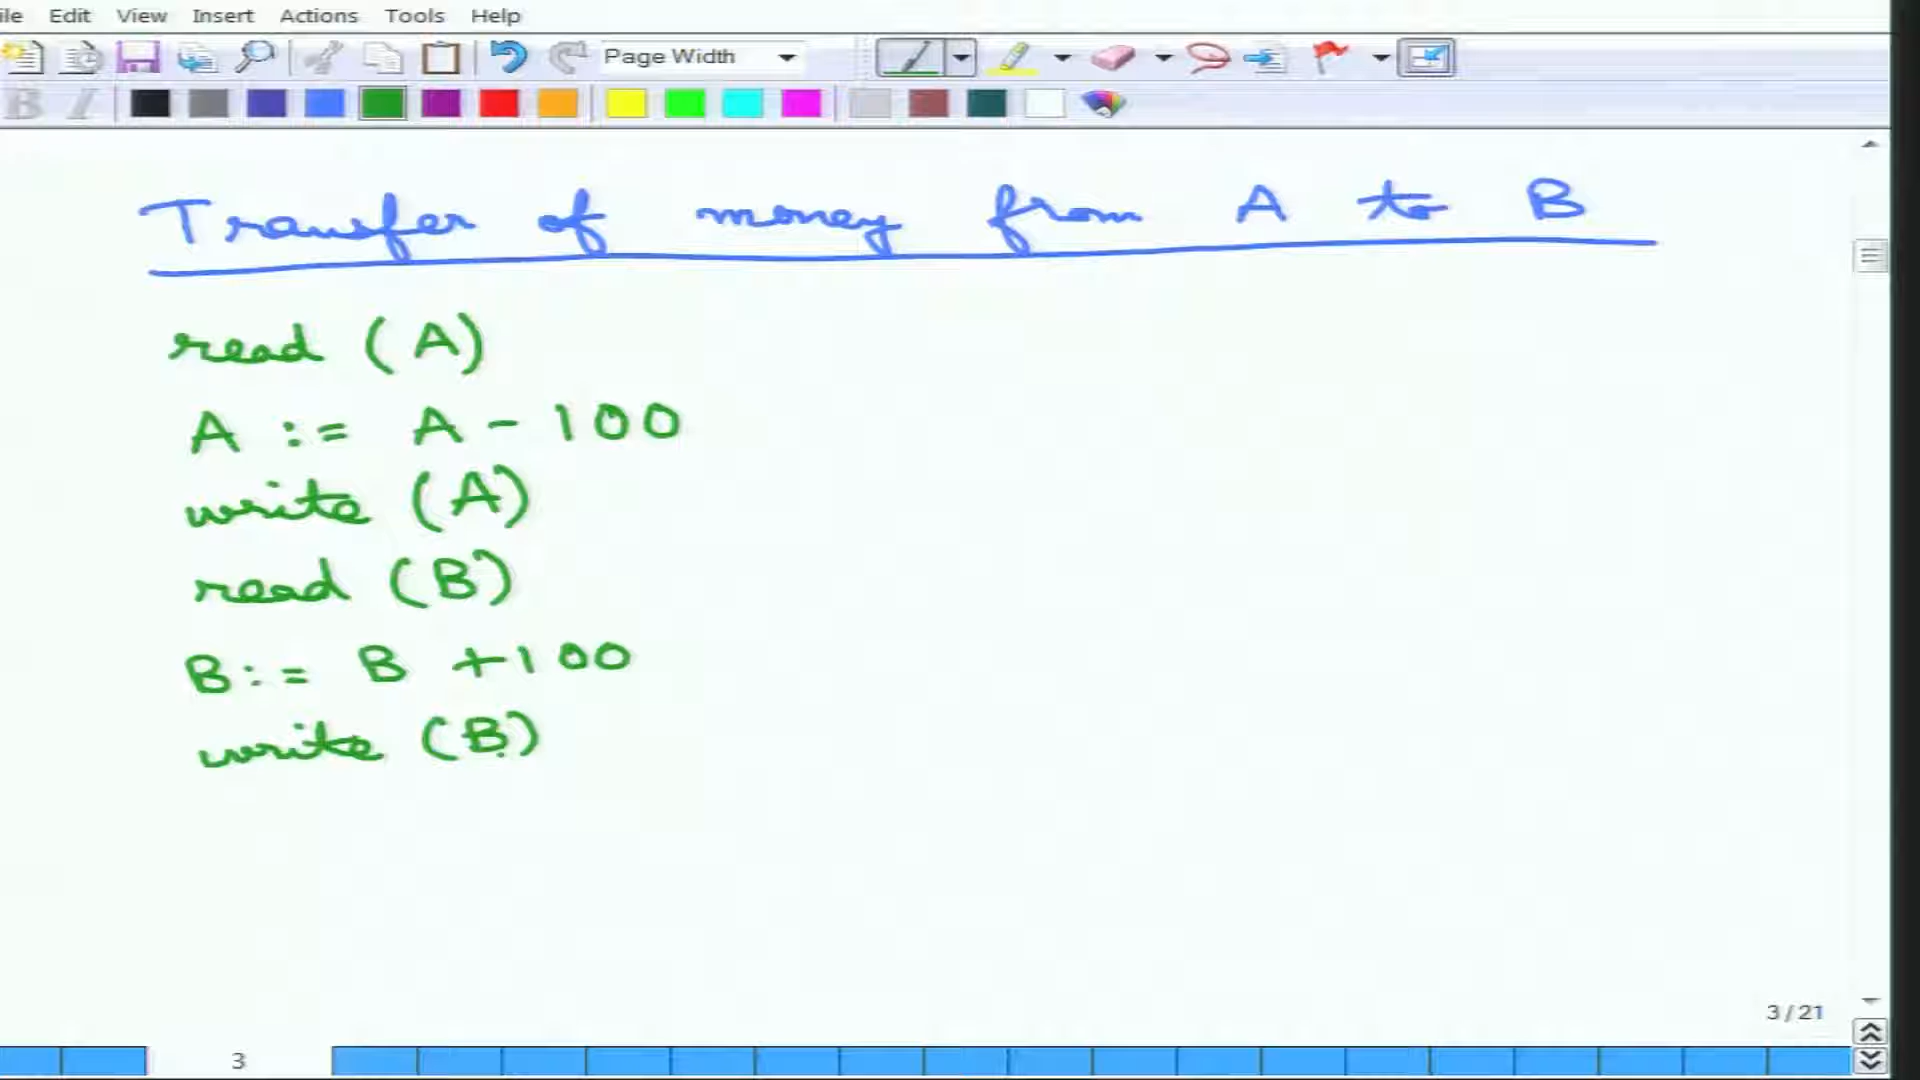 ile Edit View Insert Actions Tools Help
Page Width
B I
Transfer of money from A to B
read (A)
A := A - 100
write (A)
read (B)
B := B + 100
write (B)
3 / 21
3